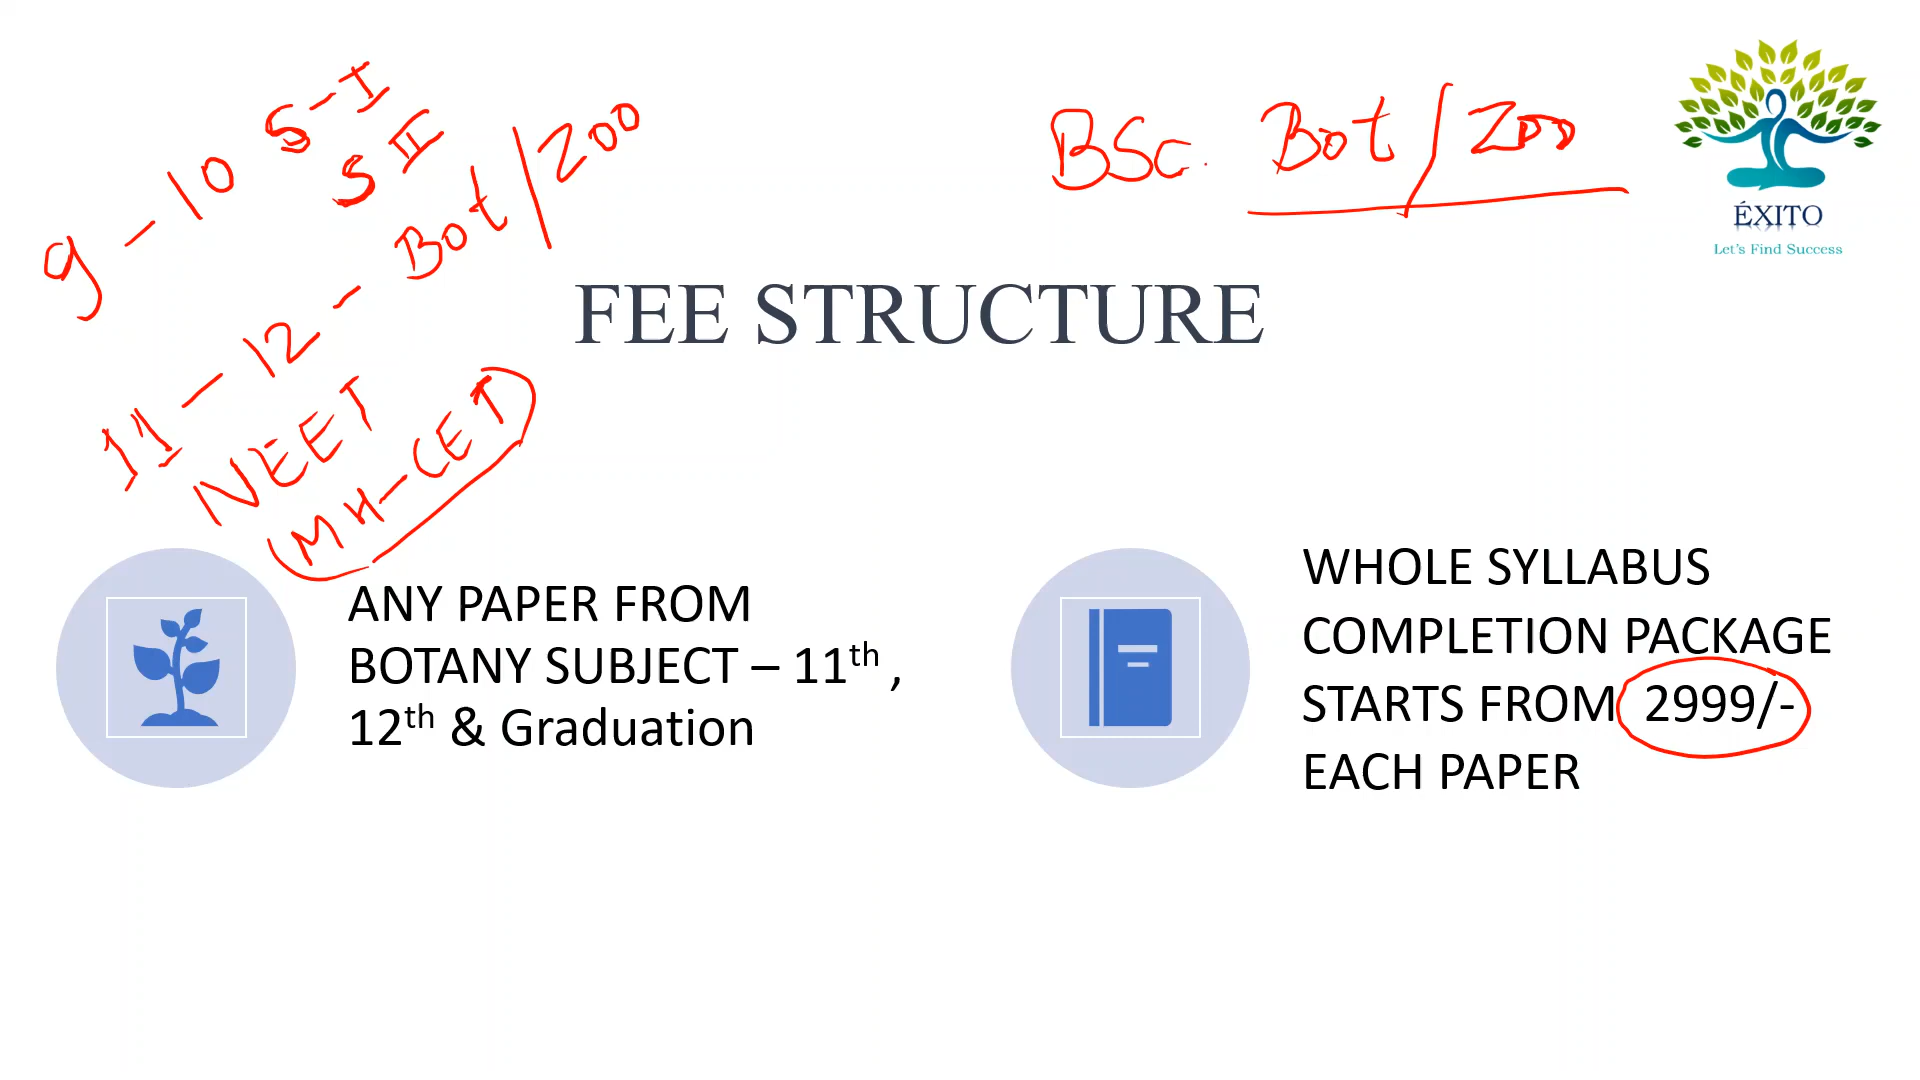 9 - 10 S - I
S II
11 - 12 - Bot / Zoo
NEET
MH-CET
BSc. Bot / Zoo
ÉXITO
Let's Find Success
FEE STRUCTURE
ANY PAPER FROM
BOTANY SUBJECT – 11th ,
12th & Graduation
WHOLE SYLLABUS
COMPLETION PACKAGE
STARTS FROM 2999/-
EACH PAPER